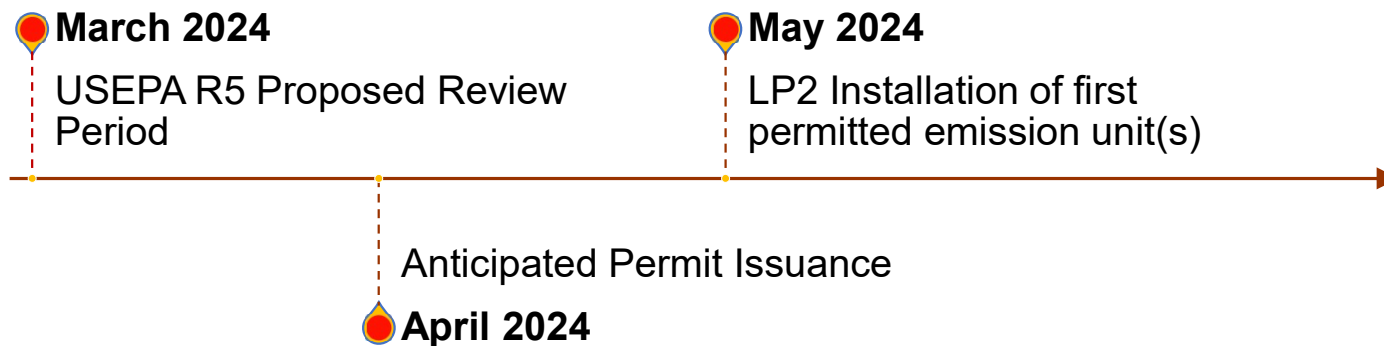 March 2024
USEPA R5 Proposed Review
Period
May 2024
LP2 Installation of first
permitted emission unit(s)
Anticipated Permit Issuance
April 2024